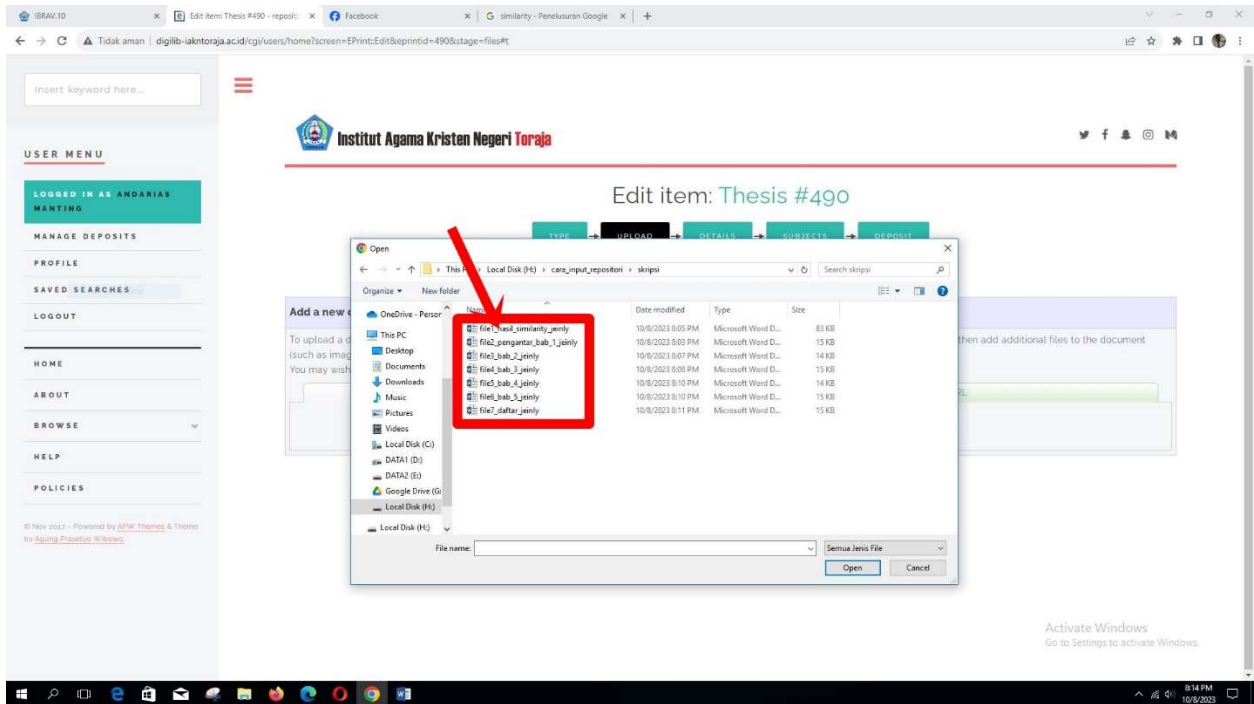 IBRAV.10
Edit item: Thesis #490 - reposit
Facebook
similarity - Penelusuran Google
Tidak aman | digilib-iakntoraja.ac.id/cgi/users/home?screen=EPrint::Edit&eprintid=490&stage=files#t
Insert keyword here...
Institut Agama Kristen Negeri Toraja
USER MENU
LOGGED IN AS ANDARIAS
MANTING
MANAGE DEPOSITS
PROFILE
SAVED SEARCHES
LOGOUT
HOME
ABOUT
BROWSE
HELP
POLICIES
© Nov 2017 - Powered by APW Themes & Theme
by Agung Prasetyo Wibowo.
Edit item: Thesis #490
TYPE UPLOAD DETAILS SUBJECTS DEPOSIT
Add a new
To upload a d then add additional files to the document
(such as imag
You may wish
Open
This P Local Disk (H:) cara_input_repositori skripsi
Search skripsi
Organize New folder
OneDrive - Person
This PC
Desktop
Documents
Downloads
Music
Pictures
Videos
Local Disk (C:)
DATA1 (D:)
DATA2 (E:)
Google Drive (G:
Local Disk (H:)
Local Disk (H:)
Name Date modified Type Size
file1_hasil_similarity_jeinly 10/8/2023 8:05 PM Microsoft Word D... 83 KB
file2_pengantar_bab_1_jeinly 10/8/2023 8:03 PM Microsoft Word D... 15 KB
file3_bab_2_jeinly 10/8/2023 8:07 PM Microsoft Word D... 14 KB
file4_bab_3_jeinly 10/8/2023 8:08 PM Microsoft Word D... 15 KB
file5_bab_4_jeinly 10/8/2023 8:10 PM Microsoft Word D... 14 KB
file6_bab_5_jeinly 10/8/2023 8:10 PM Microsoft Word D... 15 KB
file7_daftar_jeinly 10/8/2023 8:11 PM Microsoft Word D... 15 KB
File name:
Semua Jenis File
Open Cancel
Activate Windows
Go to Settings to activate Windows.
8:14 PM
10/8/2023